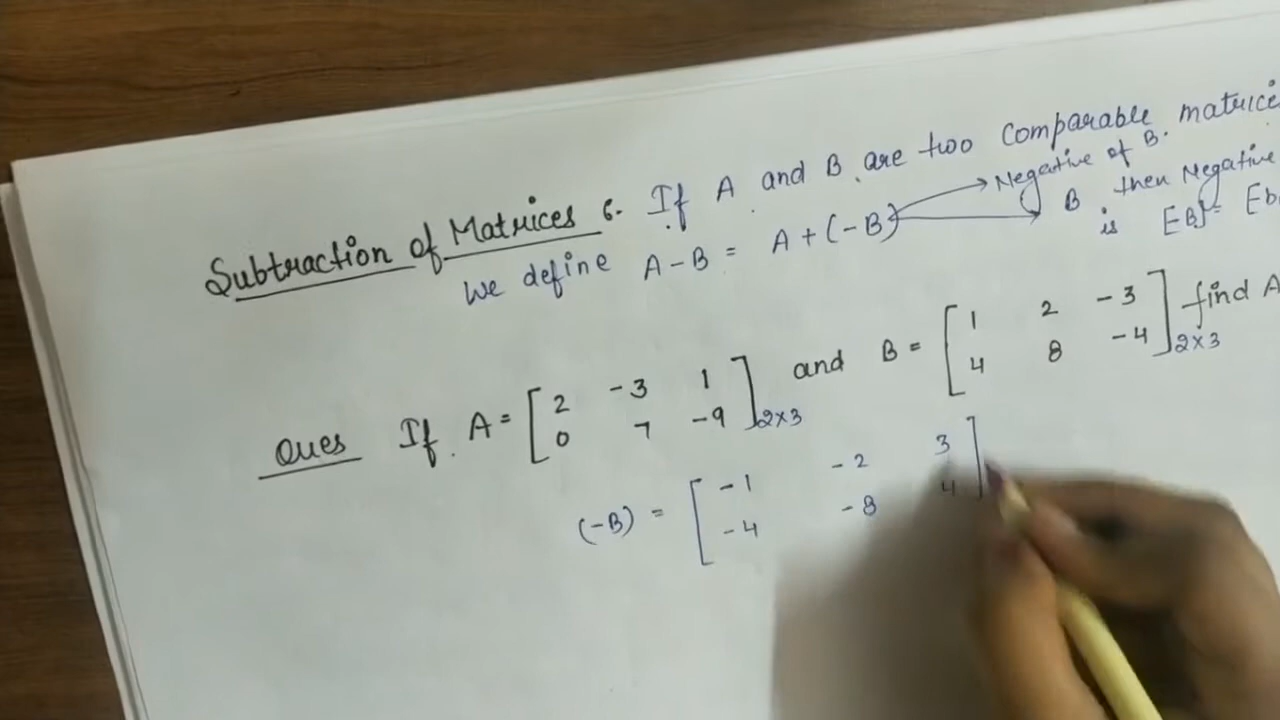 Subtraction of Matrices :- If A and B are two Comparable matrice
We define A-B = A+(-B) Negative of B.
B, then Negative
is [-B] =
Ques If A = [2 -3 1
0 7 -9]2×3 and B = [1 2 -3
4 8 -4]2×3 find A
(-B) = [-1 -2 3
-4 -8 4]